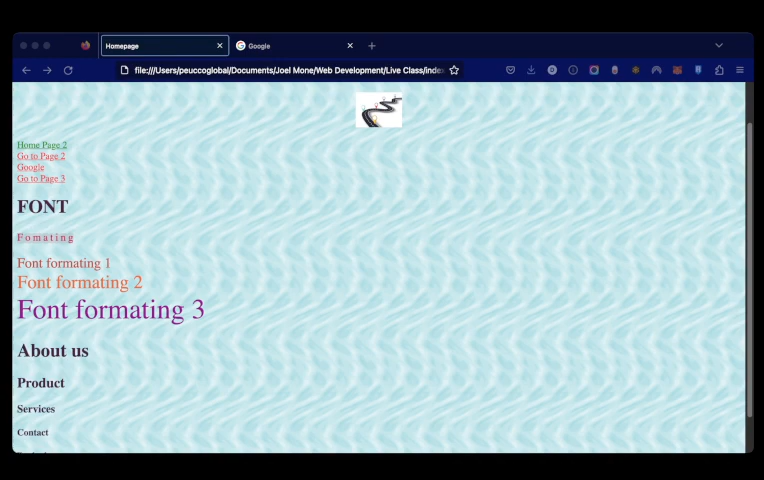 Homepage
Google
file:///Users/peuccoglobal/Documents/Joel Mone/Web Development/Live Class/index
Home Page 2
Go to Page 2
Google
Go to Page 3
FONT
Fomating
Font formating 1
Font formating 2
Font formating 3
About us
Product
Services
Contact